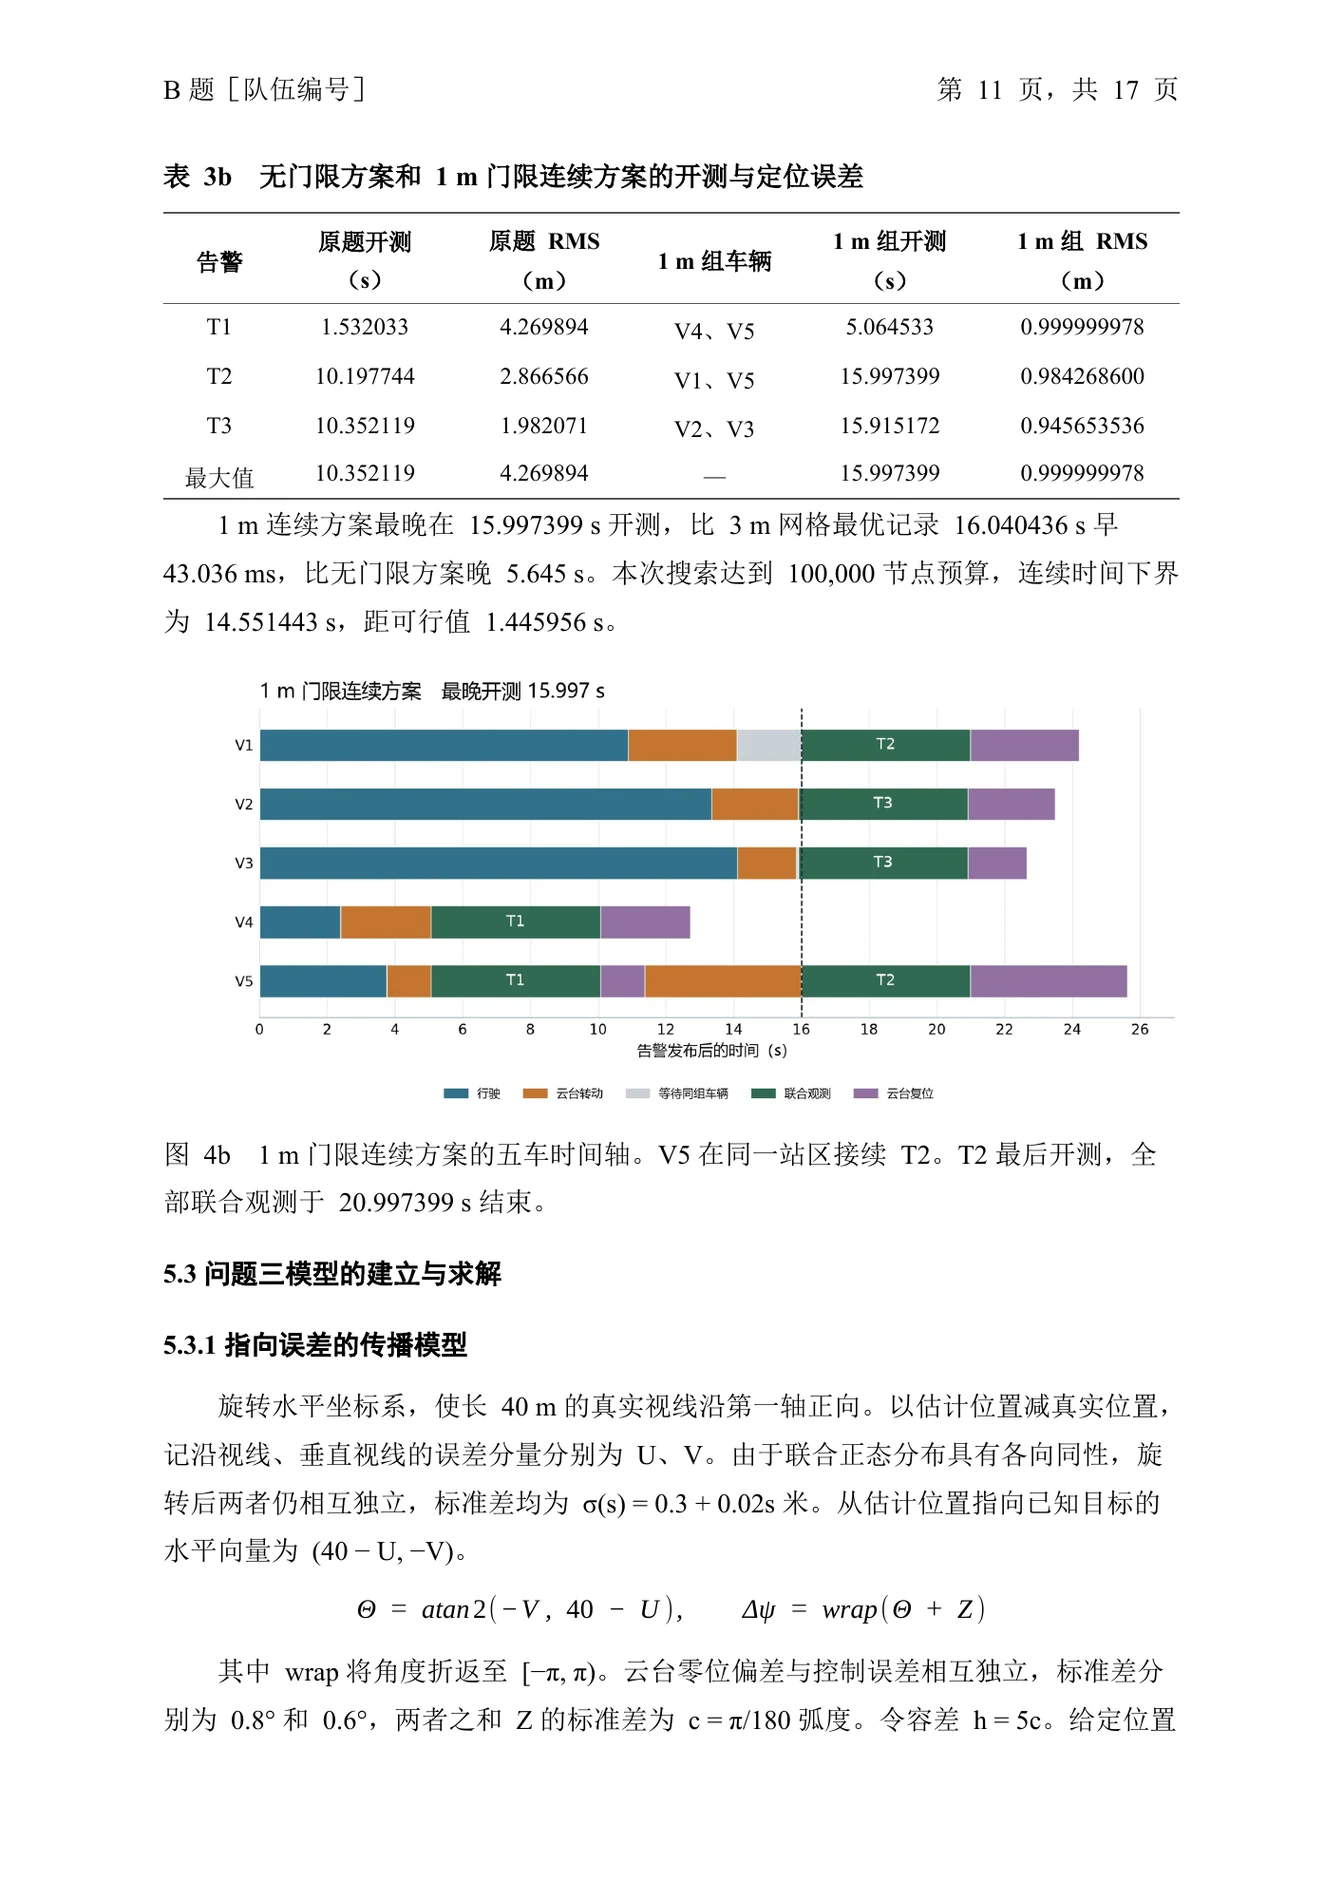 B 题［队伍编号］ 第 11 页，共 17 页
表 3b 无门限方案和 1 m 门限连续方案的开测与定位误差
告警 原题开测（s） 原题 RMS（m） 1 m 组车辆 1 m 组开测（s） 1 m 组 RMS（m）
T1 1.532033 4.269894 V4、V5 5.064533 0.999999978
T2 10.197744 2.866566 V1、V5 15.997399 0.984268600
T3 10.352119 1.982071 V2、V3 15.915172 0.945653536
最大值 10.352119 4.269894 — 15.997399 0.999999978
1 m 连续方案最晚在 15.997399 s 开测，比 3 m 网格最优记录 16.040436 s 早
43.036 ms，比无门限方案晚 5.645 s。本次搜索达到 100,000 节点预算，连续时间下界
为 14.551443 s，距可行值 1.445956 s。
1 m 门限连续方案 最晚开测 15.997 s
V1 T2
V2 T3
V3 T3
V4 T1
V5 T1 T2
0 2 4 6 8 10 12 14 16 18 20 22 24 26
告警发布后的时间（s）
行驶 云台转动 等待同组车辆 联合观测 云台复位
图 4b 1 m 门限连续方案的五车时间轴。V5 在同一站区接续 T2。T2 最后开测，全
部联合观测于 20.997399 s 结束。
5.3 问题三模型的建立与求解
5.3.1 指向误差的传播模型
旋转水平坐标系，使长 40 m 的真实视线沿第一轴正向。以估计位置减真实位置，
记沿视线、垂直视线的误差分量分别为 U、V。由于联合正态分布具有各向同性，旋
转后两者仍相互独立，标准差均为 σ(s) = 0.3 + 0.02s 米。从估计位置指向已知目标的
水平向量为 (40 − U, −V)。
Θ = atan2(−V, 40 − U), Δψ = wrap(Θ + Z)
其中 wrap 将角度折返至 [−π, π)。云台零位偏差与控制误差相互独立，标准差分
别为 0.8° 和 0.6°，两者之和 Z 的标准差为 c = π/180 弧度。令容差 h = 5c。给定位置